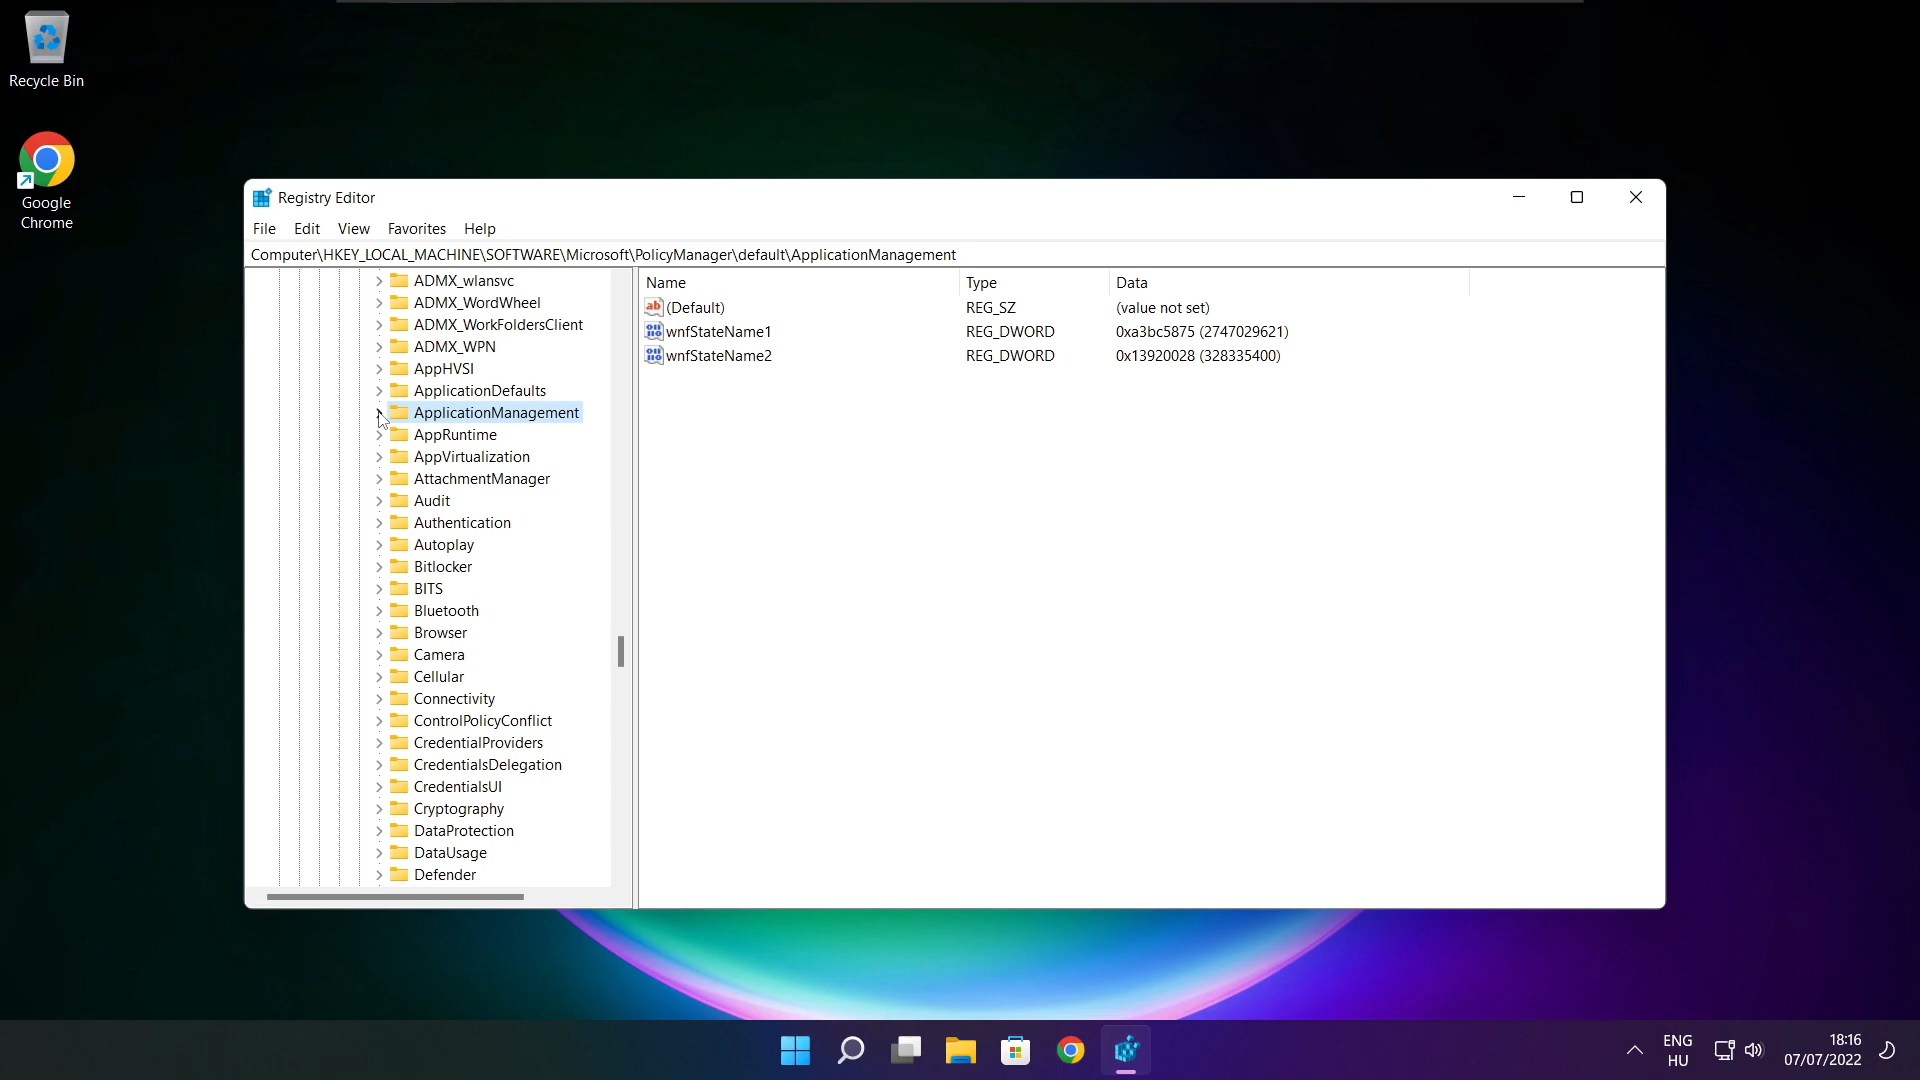 Recycle Bin
Google
Chrome
Registry Editor
File Edit View Favorites Help
Computer\HKEY_LOCAL_MACHINE\SOFTWARE\Microsoft\PolicyManager\default\ApplicationManagement
ADMX_wlansvc
ADMX_WordWheel
ADMX_WorkFoldersClient
ADMX_WPN
AppHVSI
ApplicationDefaults
ApplicationManagement
AppRuntime
AppVirtualization
AttachmentManager
Audit
Authentication
Autoplay
Bitlocker
BITS
Bluetooth
Browser
Camera
Cellular
Connectivity
ControlPolicyConflict
CredentialProviders
CredentialsDelegation
CredentialsUI
Cryptography
DataProtection
DataUsage
Defender
Name Type Data
(Default) REG_SZ (value not set)
wnfStateName1 REG_DWORD 0xa3bc5875 (2747029621)
wnfStateName2 REG_DWORD 0x13920028 (328335400)
ENG
HU
18:16
07/07/2022